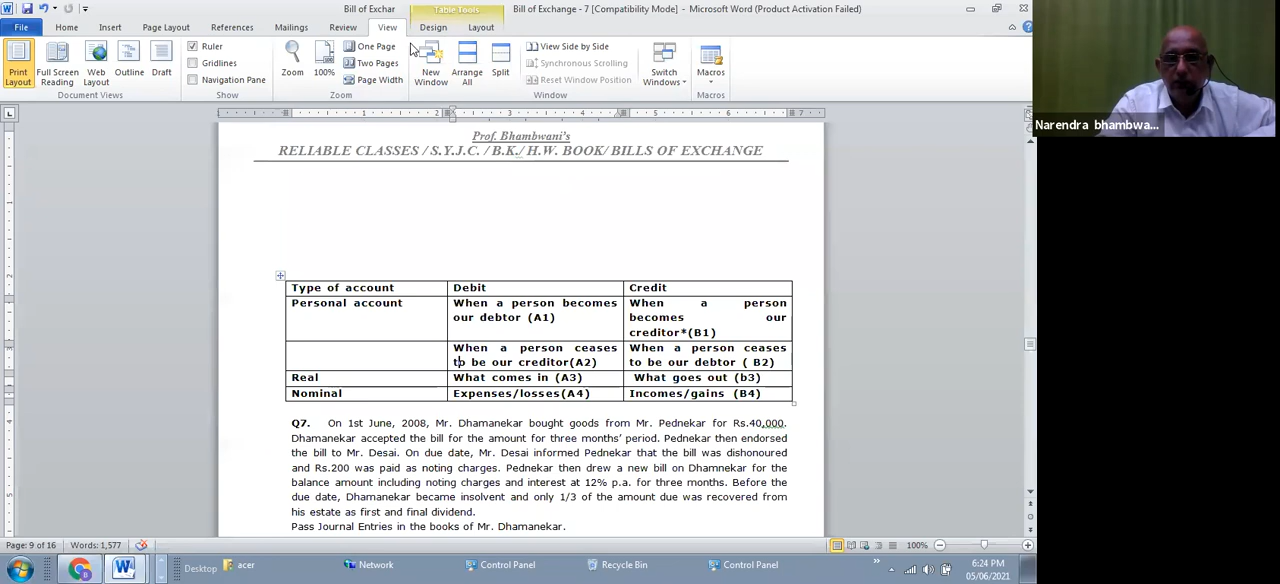 Bill of Exchar
Table Tools
Bill of Exchange - 7 [Compatibility Mode] - Microsoft Word (Product Activation Failed)
File Home Insert Page Layout References Mailings Review View Design Layout
Print Layout
Full Screen Reading
Web Layout
Outline
Draft
Document Views
Ruler
Gridlines
Navigation Pane
Show
Zoom
100%
One Page
Two Pages
Page Width
Zoom
New Window
Arrange All
Split
View Side by Side
Synchronous Scrolling
Reset Window Position
Window
Switch Windows
Macros
Macros
Narendra bhambwa...
Prof. Bhambwani's
RELIABLE CLASSES / S.Y.J.C. / B.K./ H.W. BOOK/ BILLS OF EXCHANGE
Type of account Debit Credit
Personal account When a person becomes our debtor (A1) When a person becomes our creditor*(B1)
When a person ceases to be our creditor(A2) When a person ceases to be our debtor ( B2)
Real What comes in (A3) What goes out (b3)
Nominal Expenses/losses(A4) Incomes/gains (B4)
Q7. On 1st June, 2008, Mr. Dhamanekar bought goods from Mr. Pednekar for Rs.40,000.
Dhamanekar accepted the bill for the amount for three months' period. Pednekar then endorsed
the bill to Mr. Desai. On due date, Mr. Desai informed Pednekar that the bill was dishonoured
and Rs.200 was paid as noting charges. Pednekar then drew a new bill on Dhamnekar for the
balance amount including noting charges and interest at 12% p.a. for three months. Before the
due date, Dhamanekar became insolvent and only 1/3 of the amount due was recovered from
his estate as first and final dividend.
Pass Journal Entries in the books of Mr. Dhamanekar.
Page: 9 of 16 Words: 1,577 100%
Desktop acer Network Control Panel Recycle Bin Control Panel
6:24 PM
05/06/2021